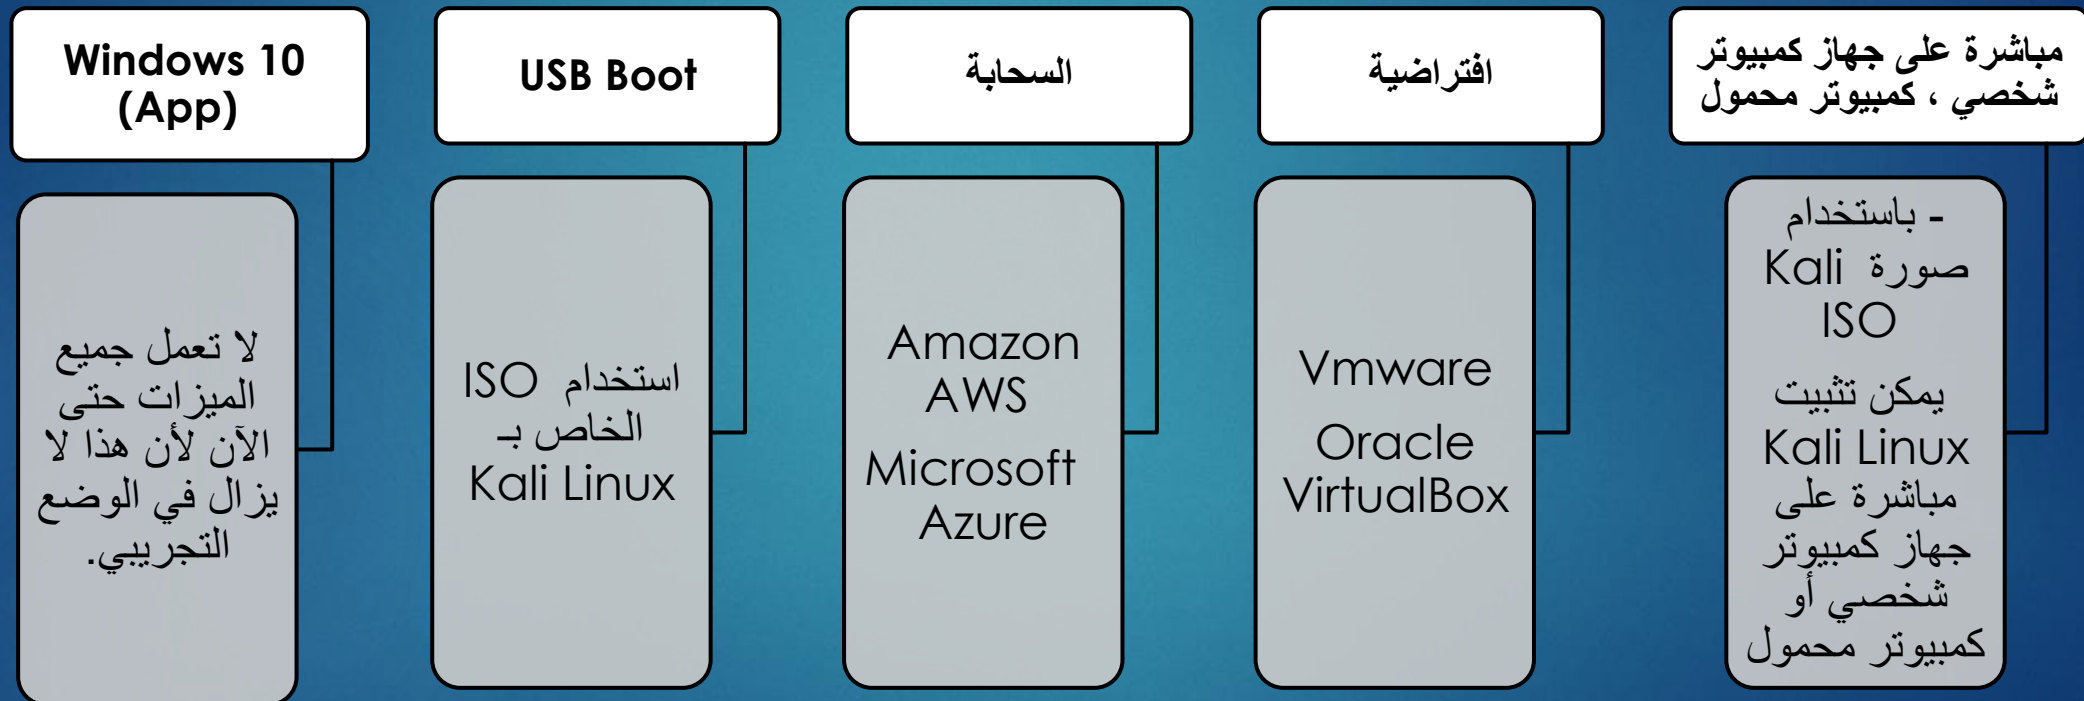 مباشرة على جهاز كمبيوتر
شخصي ، كمبيوتر محمول
- باستخدام
صورة Kali
ISO
يمكن تثبيت
Kali Linux
مباشرة على
جهاز كمبيوتر
شخصي أو
كمبيوتر محمول
افتراضية
Vmware
Oracle
VirtualBox
السحابة
Amazon
AWS
Microsoft
Azure
USB Boot
استخدام ISO
الخاص بـ
Kali Linux
Windows 10
(App)
لا تعمل جميع
الميزات حتى
الآن لأن هذا لا
يزال في الوضع
التجريبي.